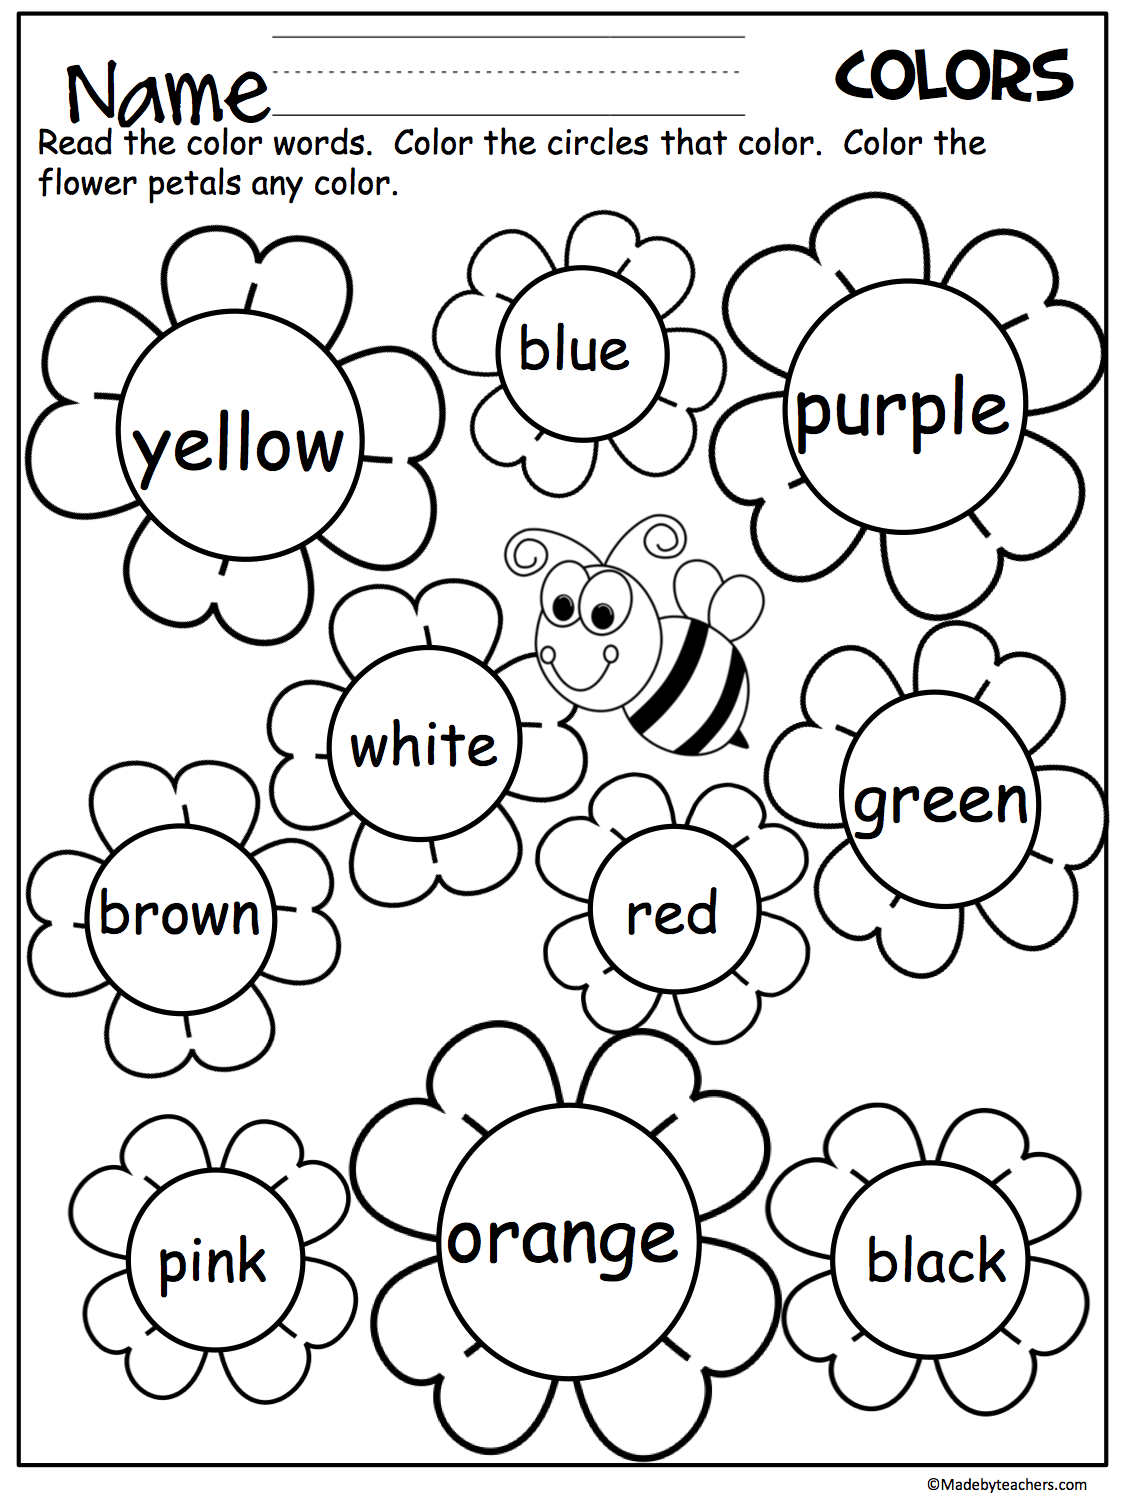 Name
COLORS
Read the color words.  Color the circles that color.  Color the
flower petals any color.
yellow
blue
purple
white
green
brown
red
pink
orange
black
©Madebyteachers.com